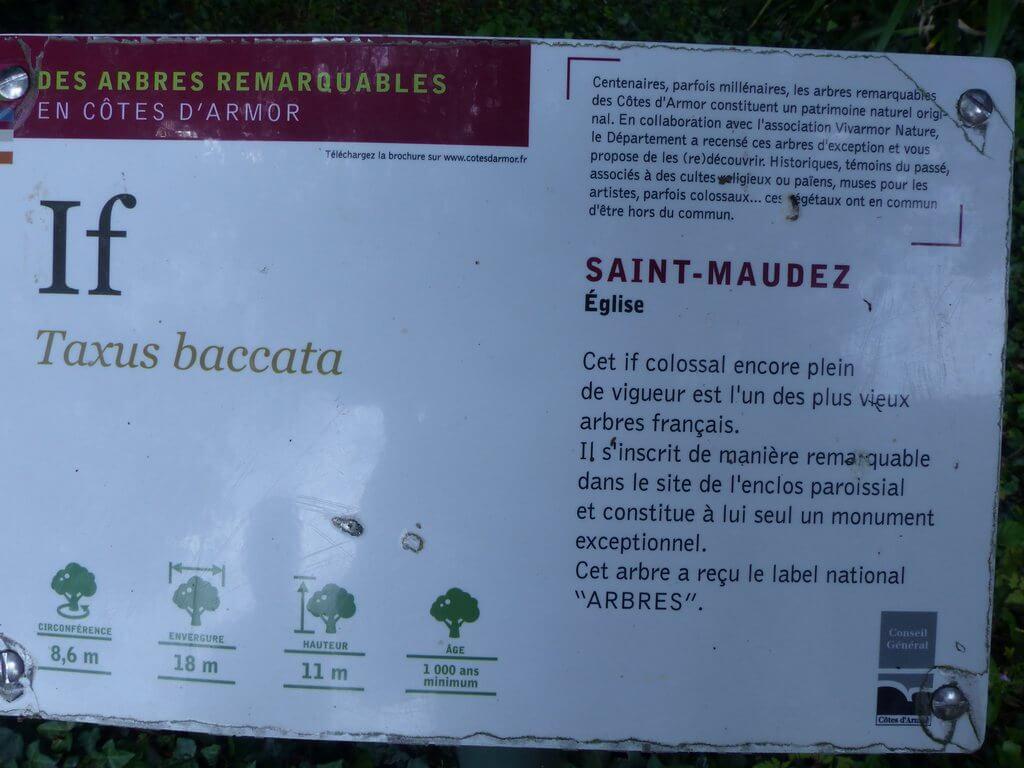 DES ARBRES REMARQUABLES
EN CÔTES D'ARMOR
Téléchargez la brochure sur www.cotesdarmor.fr
If
Taxus baccata
CIRCONFÉRENCE
8,6 m
ENVERGURE
18 m
HAUTEUR
11 m
ÂGE
1 000 ans
minimum
Centenaires, parfois millénaires, les arbres remarquables
des Côtes d'Armor constituent un patrimoine naturel origi-
nal. En collaboration avec l'association Vivarmor Nature,
le Département a recensé ces arbres d'exception et vous
propose de les (re)découvrir. Historiques, témoins du passé,
associés à des cultes religieux ou païens, muses pour les
artistes, parfois colossaux... ces végétaux ont en commun
d'être hors du commun.
SAINT-MAUDEZ
Église
Cet if colossal encore plein
de vigueur est l'un des plus vieux
arbres français.
Il s'inscrit de manière remarquable
dans le site de l'enclos paroissial
et constitue à lui seul un monument
exceptionnel.
Cet arbre a reçu le label national
"ARBRES".
Conseil
Général
Côtes d'Armor